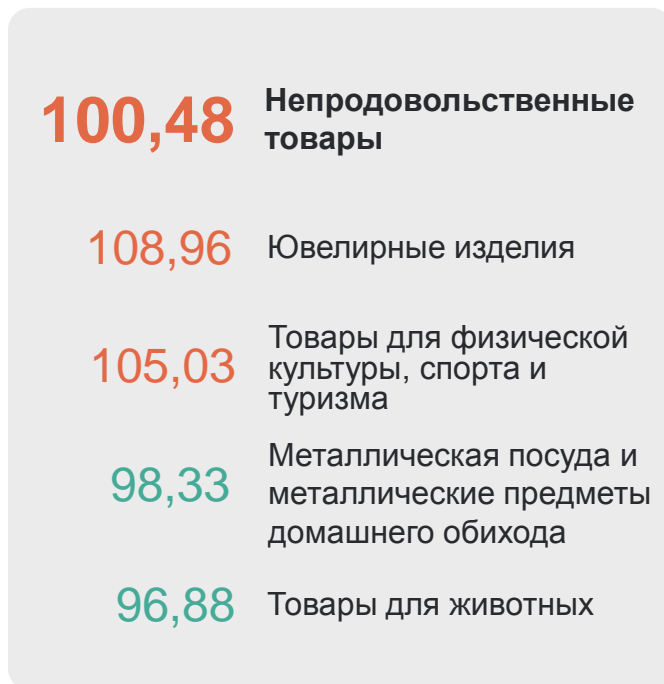 100,48 Непродовольственные
товары
108,96 Ювелирные изделия
105,03 Товары для физической
культуры, спорта и
туризма
98,33 Металлическая посуда и
металлические предметы
домашнего обихода
96,88 Товары для животных